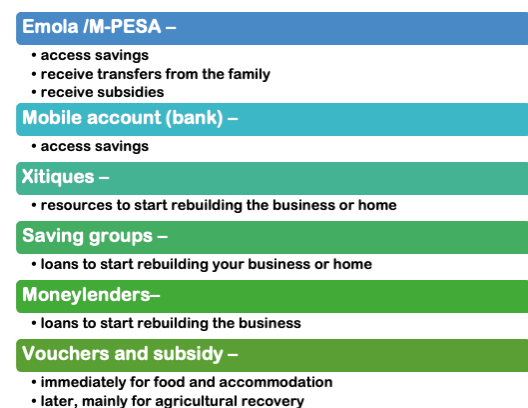 Emola /M-PESA –
• access savings
• receive transfers from the family
• receive subsidies
Mobile account (bank) –
• access savings
Xitiques –
• resources to start rebuilding the business or home
Saving groups –
• loans to start rebuilding your business or home
Moneylenders–
• loans to start rebuilding the business
Vouchers and subsidy –
• immediately for food and accommodation
• later, mainly for agricultural recovery